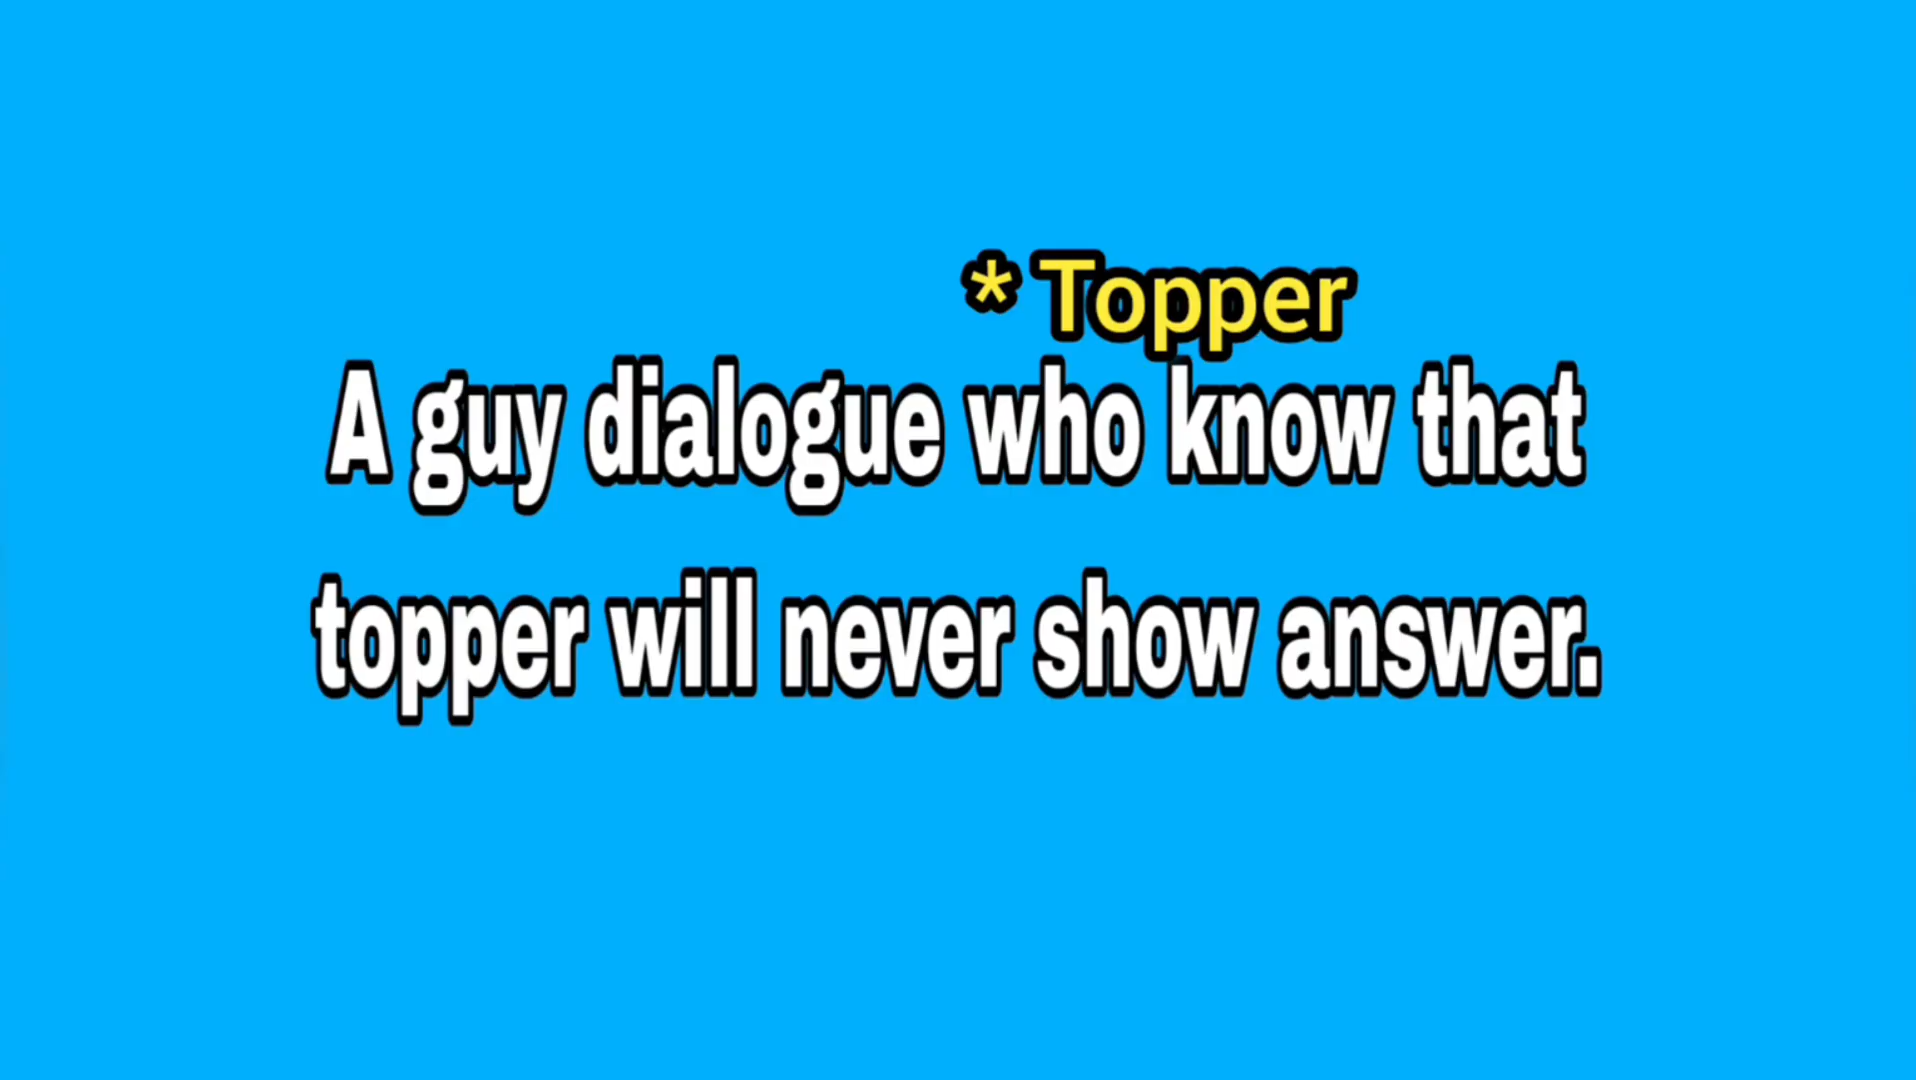 * Topper
A guy dialogue who know that
topper will never show answer.